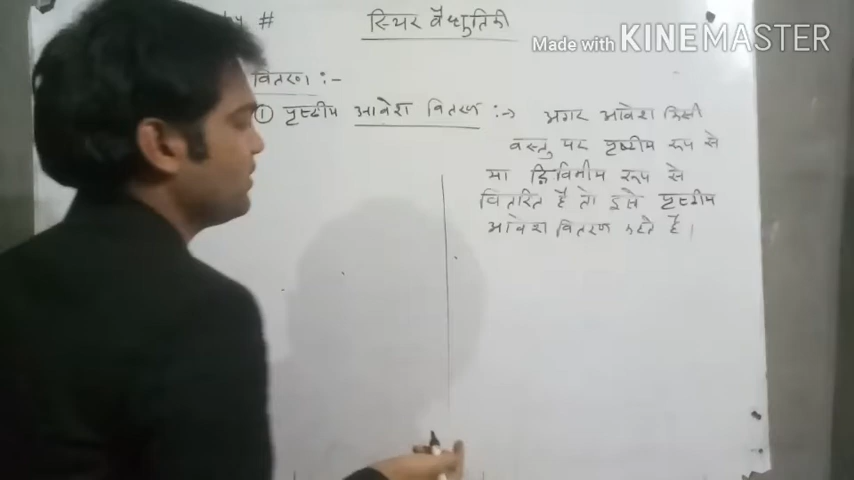 # स्थिर वैद्युतिकी
Made with KINEMASTER
वितरण :-
① पृष्ठीय आवेश वितरण :→ अगर आवेश किसी
वस्तु पर पृष्ठीय रूप से
या द्विविमीय रूप से
वितरित है तो इसे पृष्ठीय
आवेश वितरण कहते है।